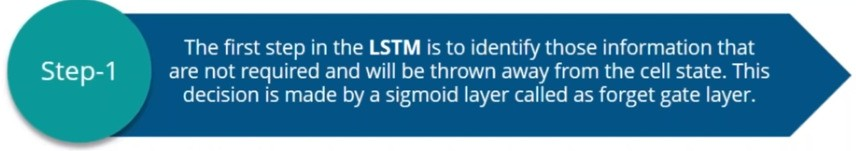 Step-1
The first step in the LSTM is to identify those information that
are not required and will be thrown away from the cell state. This
decision is made by a sigmoid layer called as forget gate layer.